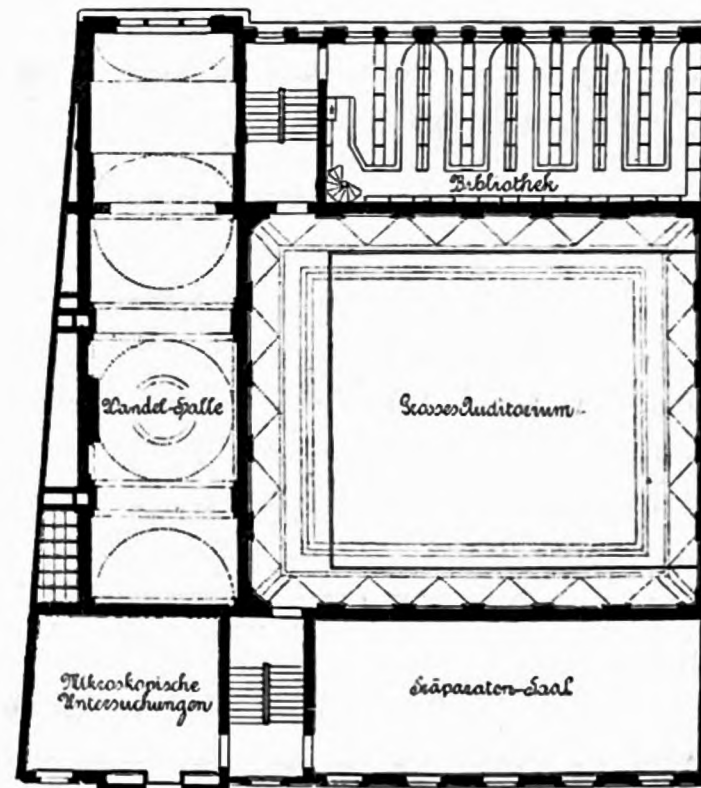 Bibliothek
Wandel-Halle
Grosses Auditorium
Mikroskopische
Untersuchungen
Präparaten-Saal